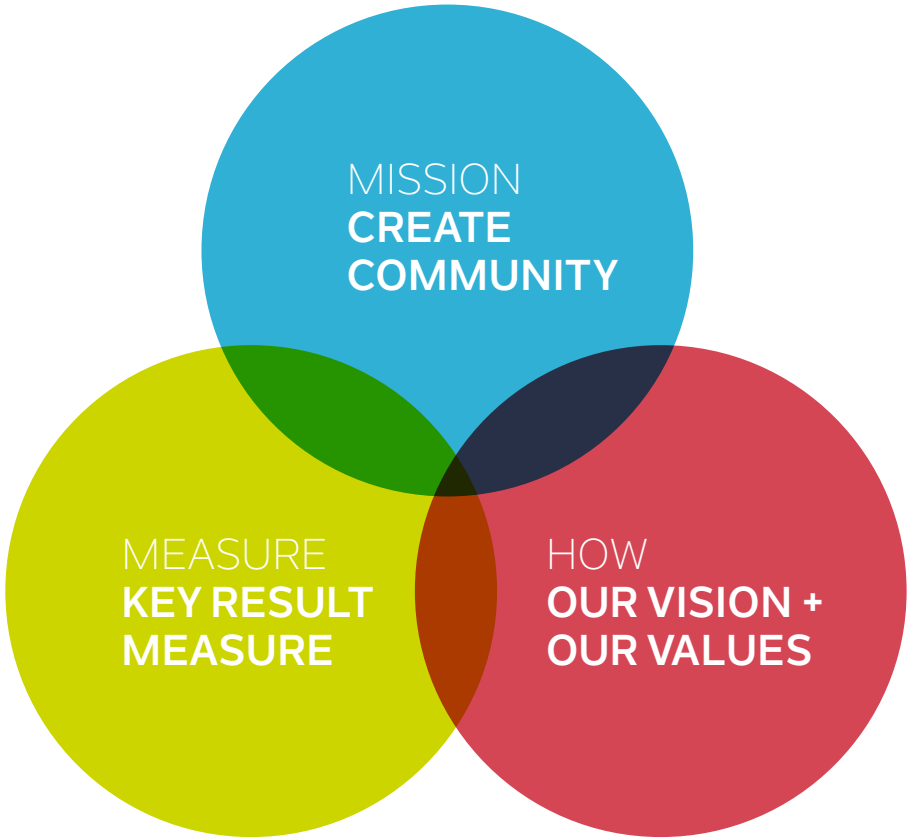 MISSION
CREATE
COMMUNITY
MEASURE
KEY RESULT
MEASURE
HOW
OUR VISION +
OUR VALUES